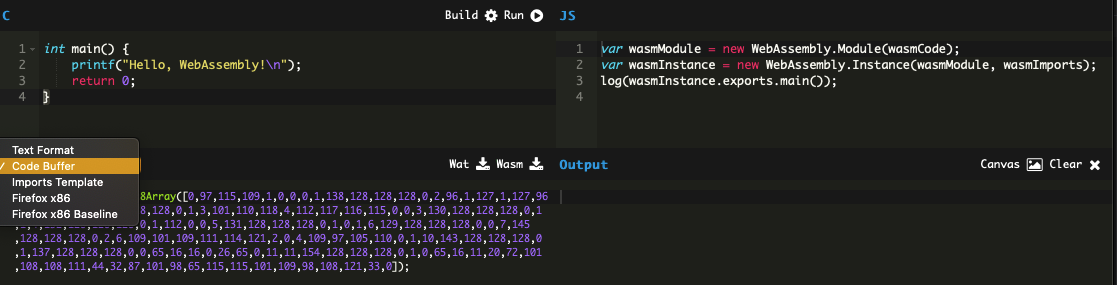 C
Build Run
1 int main() {
2 printf("Hello, WebAssembly!\n");
3 return 0;
4 }
JS
1 var wasmModule = new WebAssembly.Module(wasmCode);
2 var wasmInstance = new WebAssembly.Instance(wasmModule, wasmImports);
3 log(wasmInstance.exports.main());
4
Text Format
✓ Code Buffer
Imports Template
Firefox x86
Firefox x86 Baseline
Wat Wasm
8Array([0,97,115,109,1,0,0,0,1,138,128,128,128,0,2,96,1,127,1,127,96
8,128,0,1,3,101,110,118,4,112,117,116,115,0,0,3,130,128,128,128,0,1
0,1,112,0,0,5,131,128,128,128,0,1,0,1,6,129,128,128,128,0,7,145
,128,128,128,0,2,6,109,101,109,111,114,121,2,0,4,109,97,105,110,0,1,10,143,128,128,128,0
,1,137,128,128,128,0,0,65,16,16,0,26,65,0,11,11,154,128,128,128,0,1,0,65,16,11,20,72,101
,108,108,111,44,32,87,101,98,65,115,115,101,109,98,108,121,33,0]);
Output
Canvas Clear